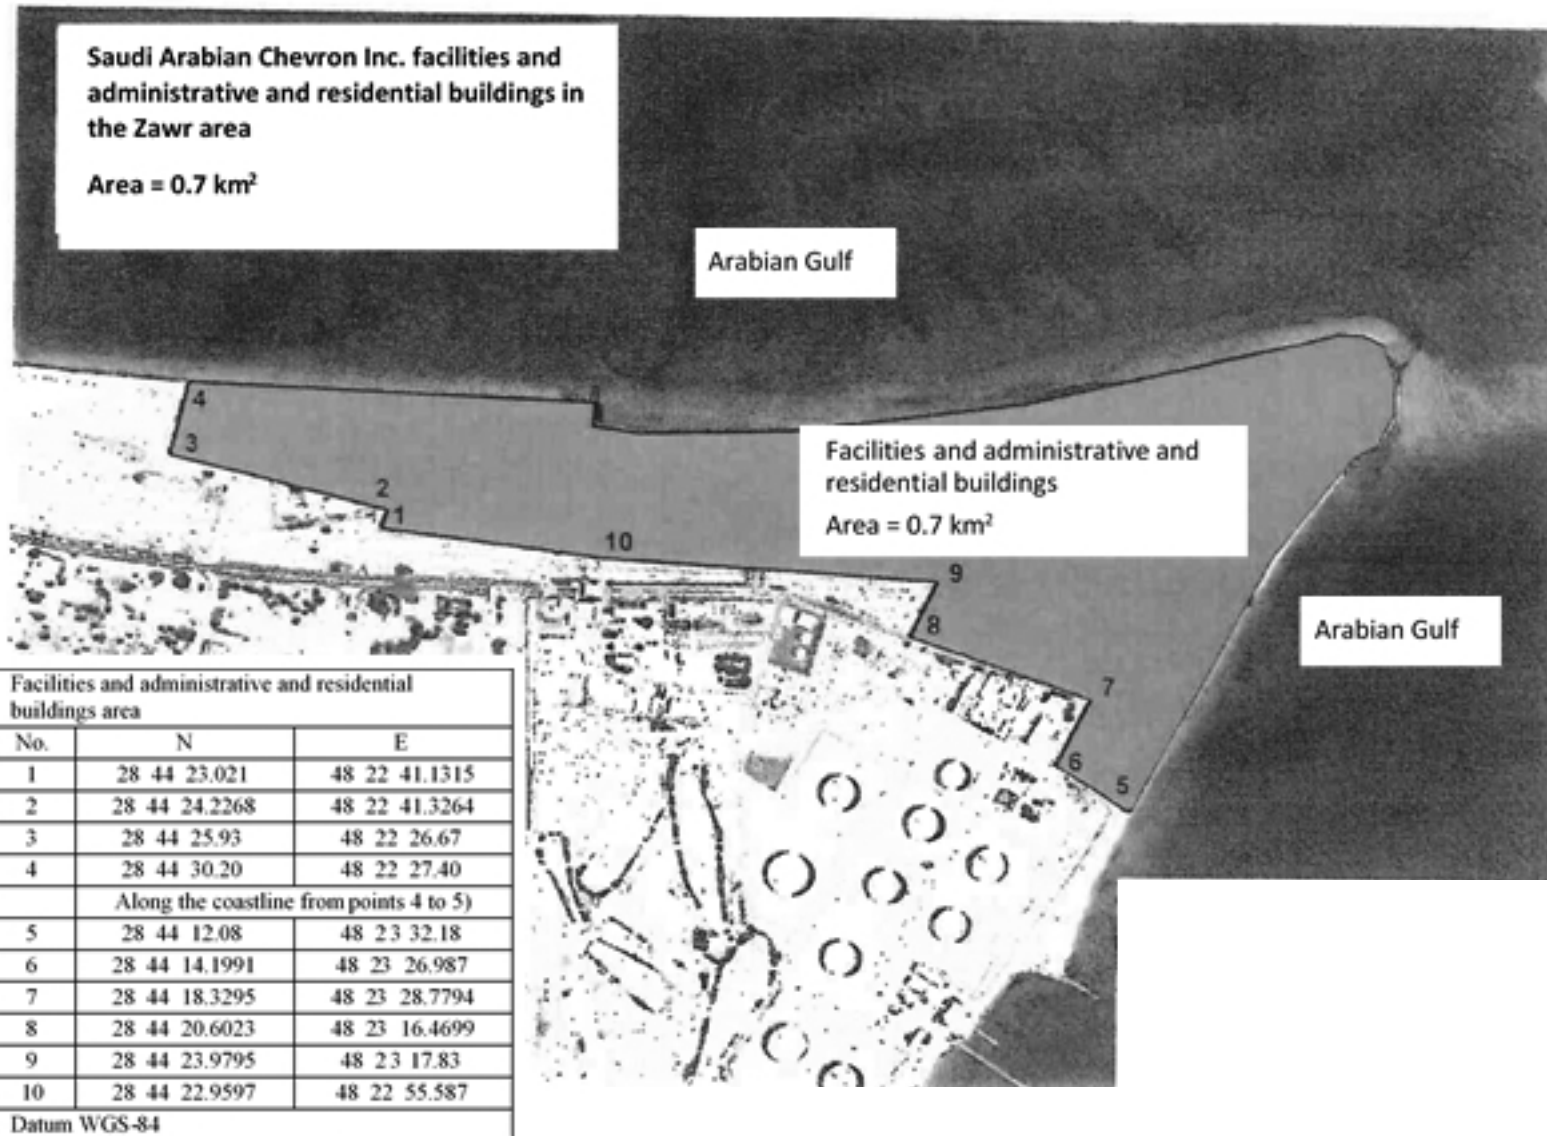 Saudi Arabian Chevron Inc. facilities and
administrative and residential buildings in
the Zawr area
Area = 0.7 km²
Arabian Gulf
4
3
2
1
10
Facilities and administrative and
residential buildings
Area = 0.7 km²
9
8
7
6
5
Arabian Gulf
Facilities and administrative and residential
buildings area
No. N E
1 28 44 23.021 48 22 41.1315
2 28 44 24.2268 48 22 41.3264
3 28 44 25.93 48 22 26.67
4 28 44 30.20 48 22 27.40
Along the coastline from points 4 to 5)
5 28 44 12.08 48 23 32.18
6 28 44 14.1991 48 23 26.987
7 28 44 18.3295 48 23 28.7794
8 28 44 20.6023 48 23 16.4699
9 28 44 23.9795 48 23 17.83
10 28 44 22.9597 48 22 55.587
Datum WGS-84